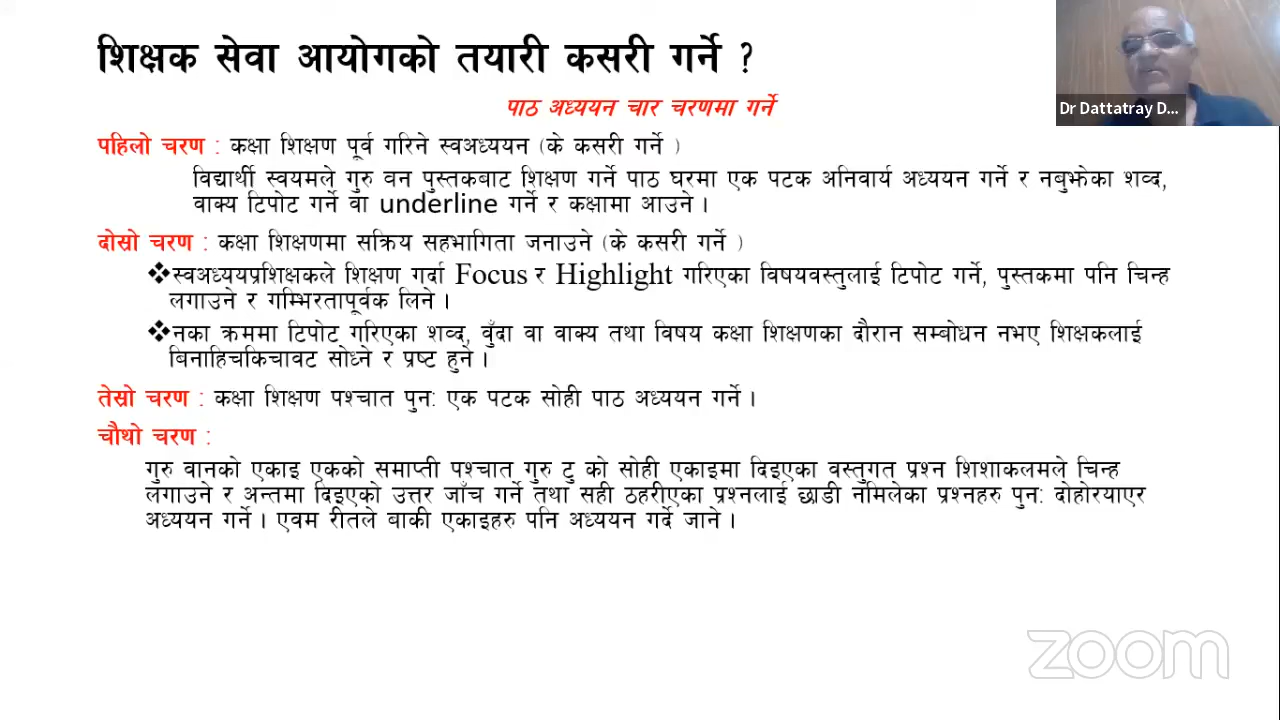 शिक्षक सेवा आयोगको तयारी कसरी गर्ने ?
पाठ अध्ययन चार चरणमा गर्ने
पहिलो चरण : कक्षा शिक्षण पूर्व गरिने स्वअध्ययन (के कसरी गर्ने )
विद्यार्थी स्वयमले गुरु वन पुस्तकबाट शिक्षण गर्ने पाठ घरमा एक पटक अनिवार्य अध्ययन गर्ने र नबुझेका शव्द,
वाक्य टिपोट गर्ने वा underline गर्ने र कक्षामा आउने ।
दोस्रो चरण : कक्षा शिक्षणमा सक्रिय सहभागिता जनाउने (के कसरी गर्ने )
❖स्वअध्ययप्रशिक्षकले शिक्षण गर्दा Focus र Highlight गरिएका विषयवस्तुलाई टिपोट गर्ने, पुस्तकमा पनि चिन्ह
लगाउने र गम्भिरतापूर्वक लिने ।
❖नका क्रममा टिपोट गरिएका शव्द, वुँदा वा वाक्य तथा विषय कक्षा शिक्षणका दौरान सम्बोधन नभए शिक्षकलाई
बिनाहिचकिचावट सोध्ने र प्रष्ट हुने ।
तेस्रो चरण : कक्षा शिक्षण पश्चात पुन: एक पटक सोही पाठ अध्ययन गर्ने ।
चौथो चरण :
गुरु वानको एकाइ एकको समाप्ती पश्चात गुरु टु को सोही एकाइमा दिइएका वस्तुगत प्रश्न शिशाकलमले चिन्ह
लगाउने र अन्तमा दिइएको उत्तर जाँच गर्ने तथा सही ठहरीएका प्रश्नलाई छाडी नमिलेका प्रश्नहरु पुन: दोहोरयाएर
अध्ययन गर्ने । एवम रीतले बाकी एकाइहरु पनि अध्ययन गर्दे जाने ।
Dr Dattatray D...
zoom